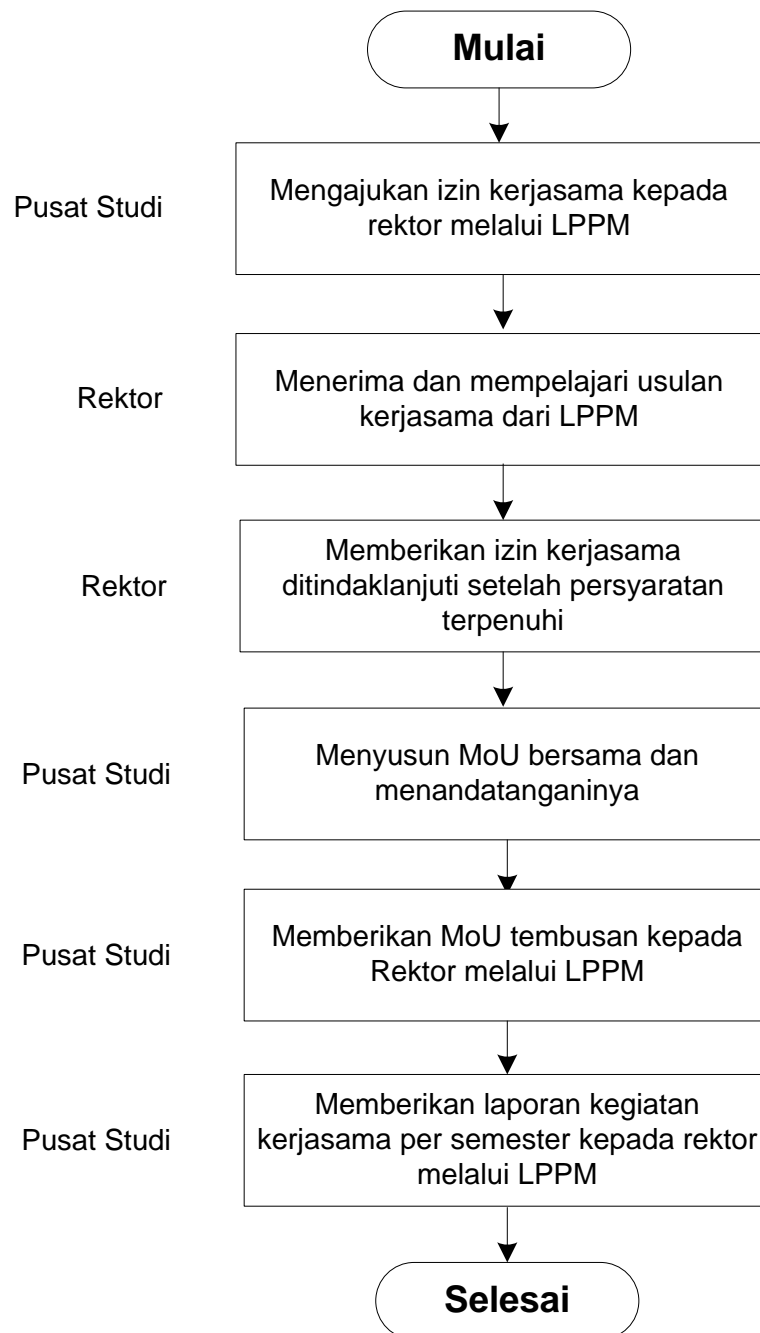 Mulai
Pusat Studi
Mengajukan izin kerjasama kepada
rektor melalui LPPM
Rektor
Menerima dan mempelajari usulan
kerjasama dari LPPM
Rektor
Memberikan izin kerjasama
ditindaklanjuti setelah persyaratan
terpenuhi
Pusat Studi
Menyusun MoU bersama dan
menandatanganinya
Pusat Studi
Memberikan MoU tembusan kepada
Rektor melalui LPPM
Pusat Studi
Memberikan laporan kegiatan
kerjasama per semester kepada rektor
melalui LPPM
Selesai